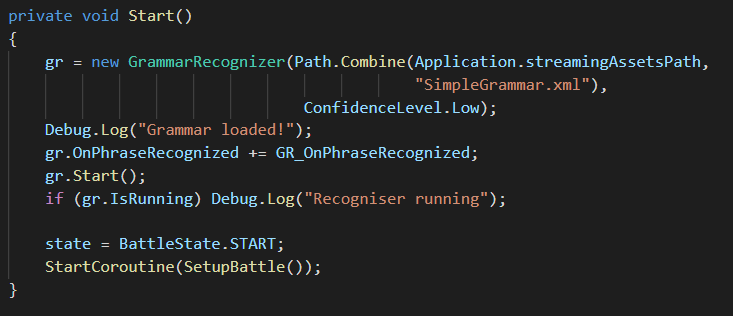 private void Start()
{
    gr = new GrammarRecognizer(Path.Combine(Application.streamingAssetsPath,
                                            "SimpleGrammar.xml"),
                               ConfidenceLevel.Low);
    Debug.Log("Grammar loaded!");
    gr.OnPhraseRecognized += GR_OnPhraseRecognized;
    gr.Start();
    if (gr.IsRunning) Debug.Log("Recogniser running");

    state = BattleState.START;
    StartCoroutine(SetupBattle());
}